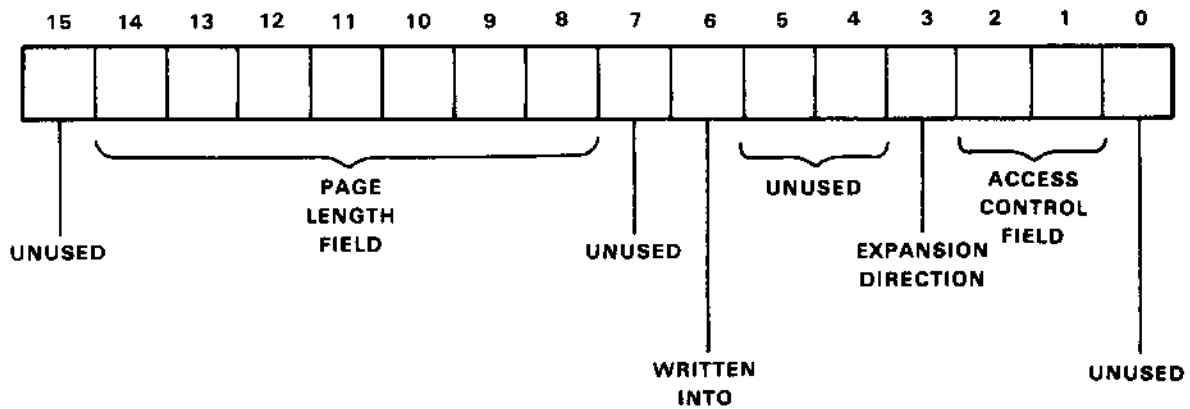 15 14 13 12 11 10 9 8 7 6 5 4 3 2 1 0
PAGE
LENGTH
FIELD
UNUSED
ACCESS
CONTROL
FIELD
UNUSED
UNUSED
EXPANSION
DIRECTION
WRITTEN
INTO
UNUSED